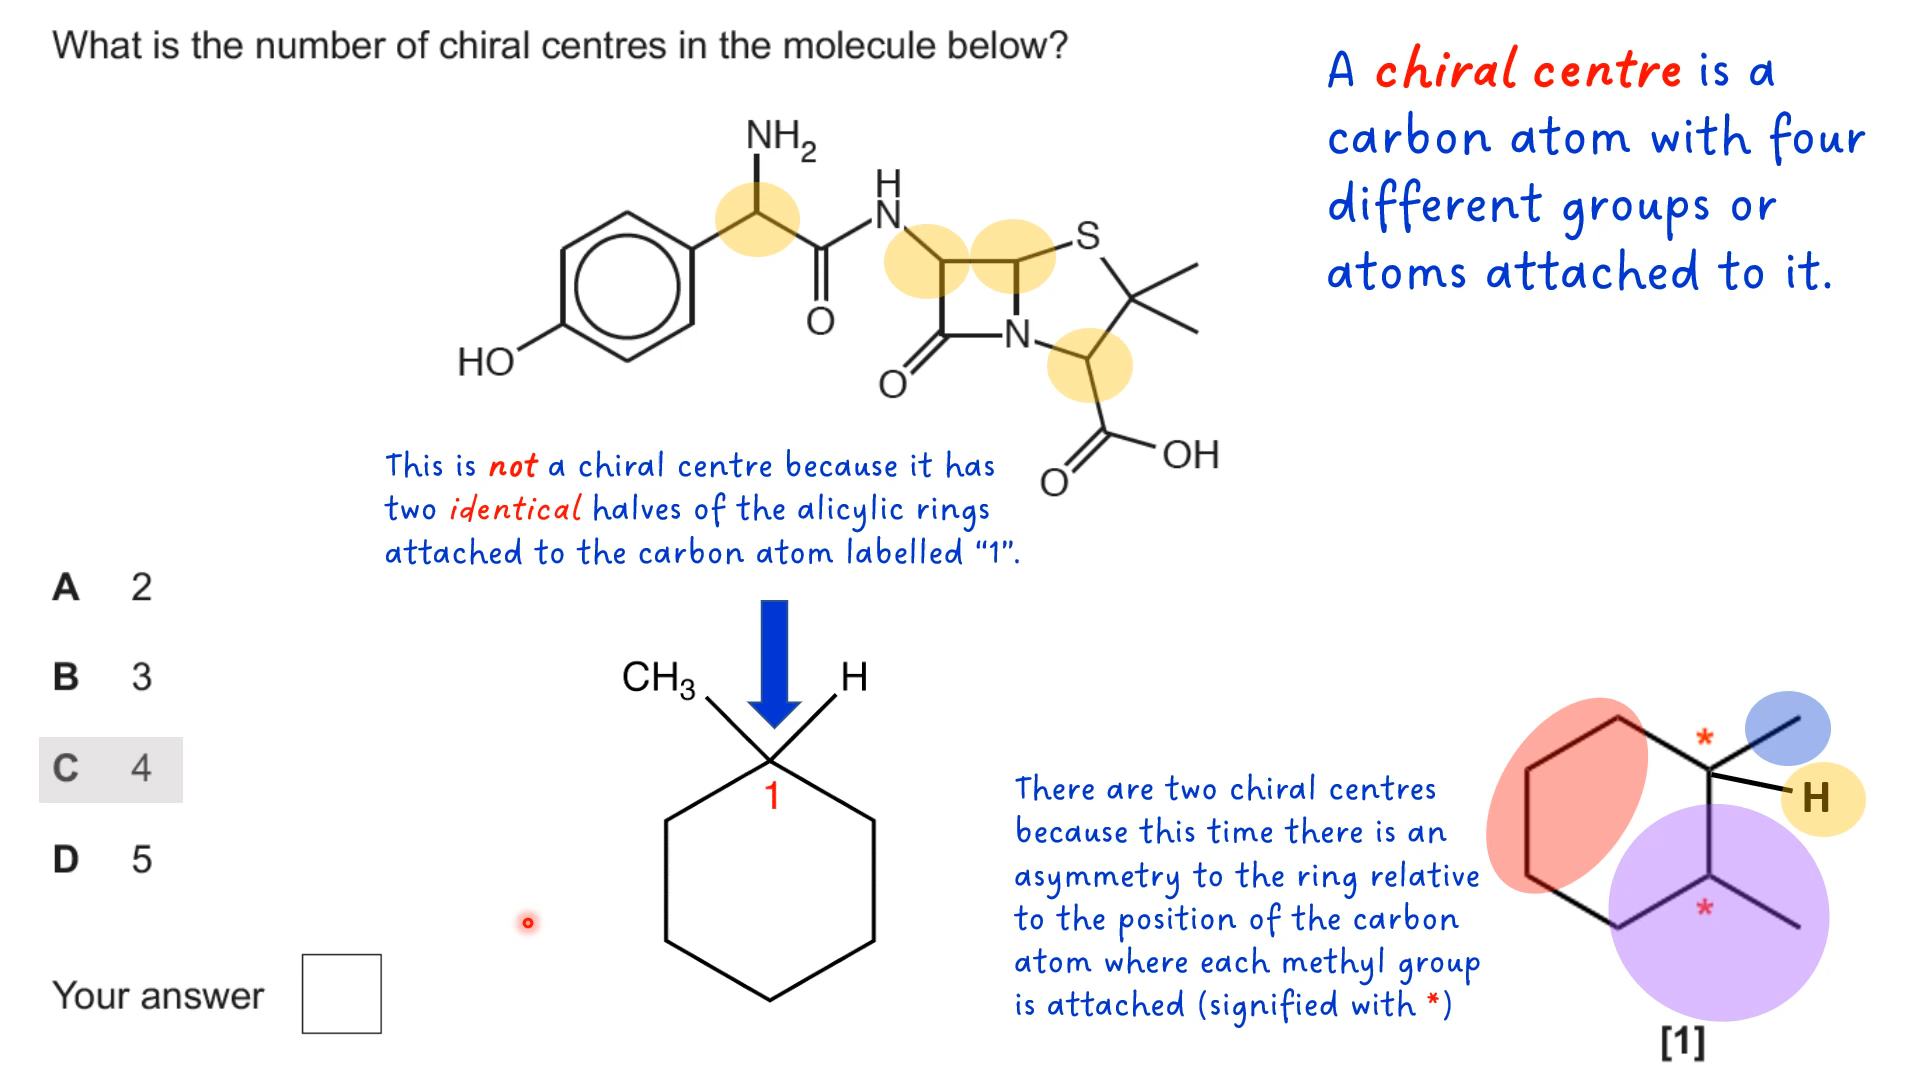 What is the number of chiral centres in the molecule below?
A chiral centre is a
carbon atom with four
different groups or
atoms attached to it.
NH2
H
N
S
O
HO
N
O
OH
O
This is not a chiral centre because it has
two identical halves of the alicylic rings
attached to the carbon atom labelled “1”.
A 2
B 3
C 4
D 5
CH3
H
1
There are two chiral centres
because this time there is an
asymmetry to the ring relative
to the position of the carbon
atom where each methyl group
is attached (signified with *)
*
H
*
Your answer
[1]